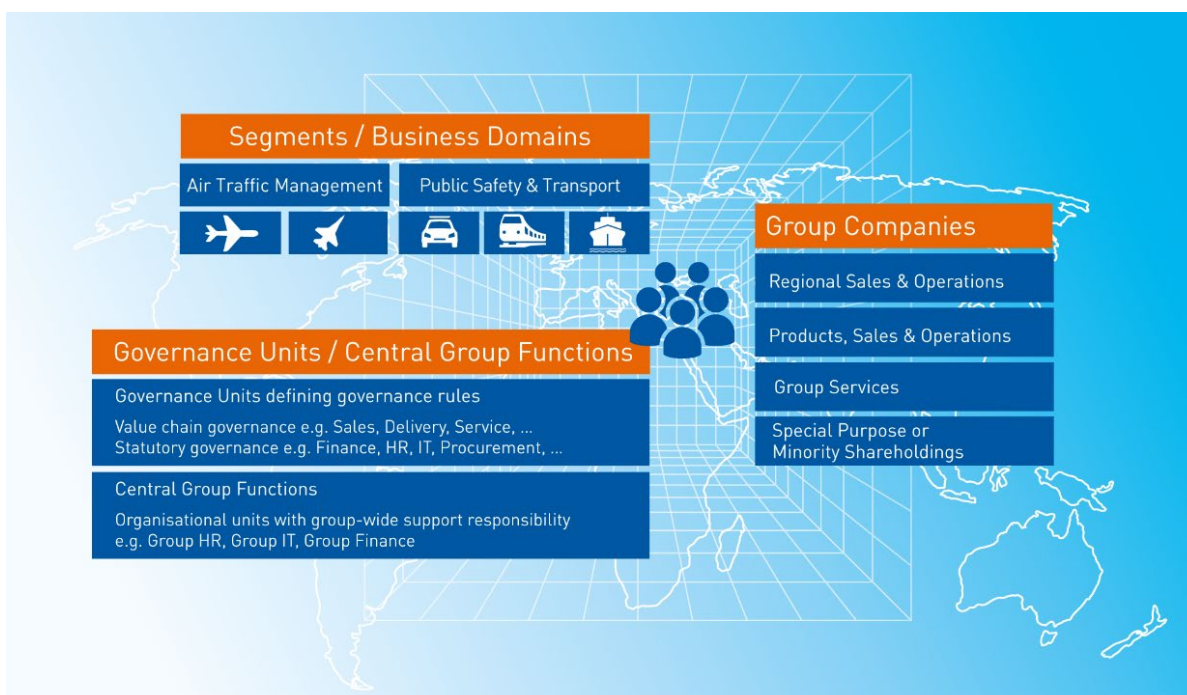 Segments / Business Domains
Air Traffic Management
Public Safety & Transport
Group Companies
Regional Sales & Operations
Products, Sales & Operations
Group Services
Special Purpose or
Minority Shareholdings
Governance Units / Central Group Functions
Governance Units defining governance rules
Value chain governance e.g. Sales, Delivery, Service, ...
Statutory governance e.g. Finance, HR, IT, Procurement, ...
Central Group Functions
Organisational units with group-wide support responsibility
e.g. Group HR, Group IT, Group Finance